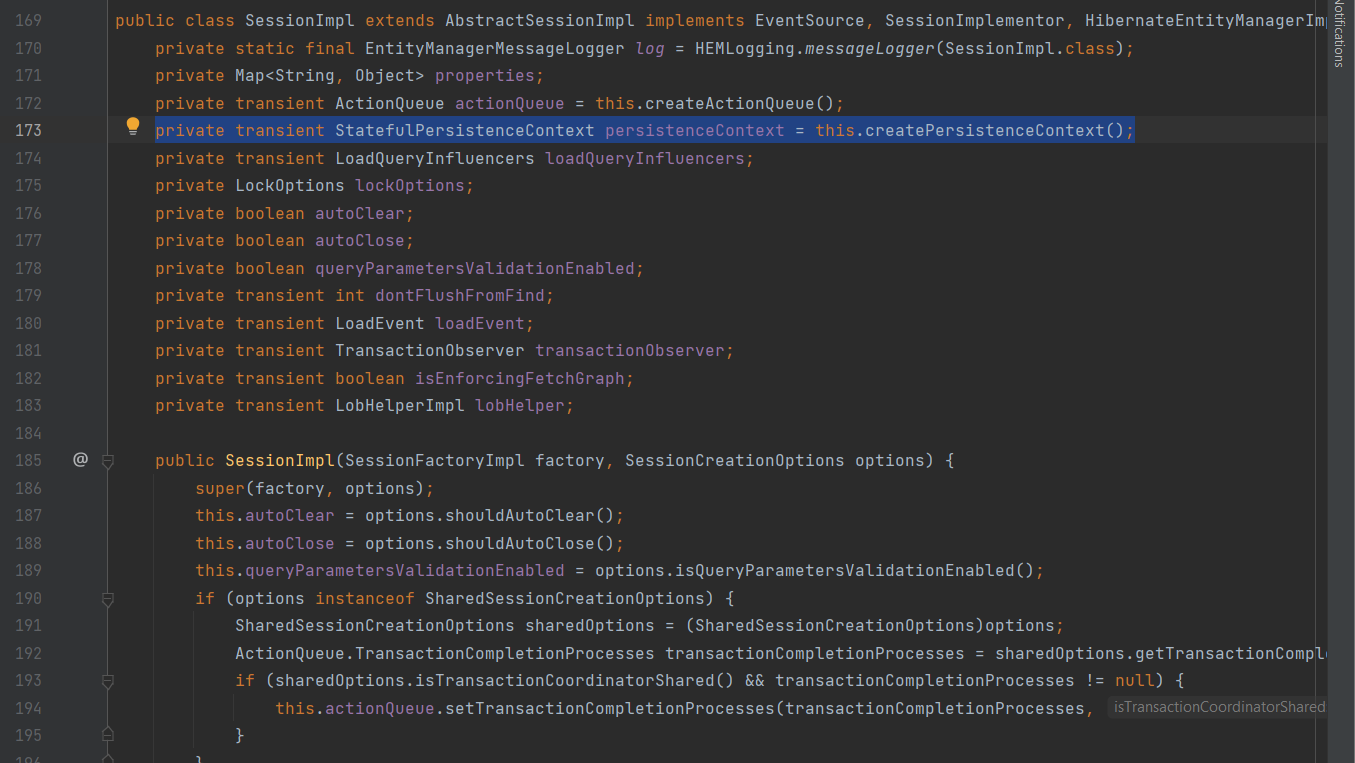 169 public class SessionImpl extends AbstractSessionImpl implements EventSource, SessionImplementor, HibernateEntityManagerImp
170 private static final EntityManagerMessageLogger log = HEMLogging.messageLogger(SessionImpl.class);
171 private Map<String, Object> properties;
172 private transient ActionQueue actionQueue = this.createActionQueue();
173 private transient StatefulPersistenceContext persistenceContext = this.createPersistenceContext();
174 private transient LoadQueryInfluencers loadQueryInfluencers;
175 private LockOptions lockOptions;
176 private boolean autoClear;
177 private boolean autoClose;
178 private boolean queryParametersValidationEnabled;
179 private transient int dontFlushFromFind;
180 private transient LoadEvent loadEvent;
181 private transient TransactionObserver transactionObserver;
182 private transient boolean isEnforcingFetchGraph;
183 private transient LobHelperImpl lobHelper;
184
185 @ public SessionImpl(SessionFactoryImpl factory, SessionCreationOptions options) {
186 super(factory, options);
187 this.autoClear = options.shouldAutoClear();
188 this.autoClose = options.shouldAutoClose();
189 this.queryParametersValidationEnabled = options.isQueryParametersValidationEnabled();
190 if (options instanceof SharedSessionCreationOptions) {
191 SharedSessionCreationOptions sharedOptions = (SharedSessionCreationOptions)options;
192 ActionQueue.TransactionCompletionProcesses transactionCompletionProcesses = sharedOptions.getTransactionComple
193 if (sharedOptions.isTransactionCoordinatorShared() && transactionCompletionProcesses != null) {
194 this.actionQueue.setTransactionCompletionProcesses(transactionCompletionProcesses, isTransactionCoordinatorShared
195 }
196 }
Notifications